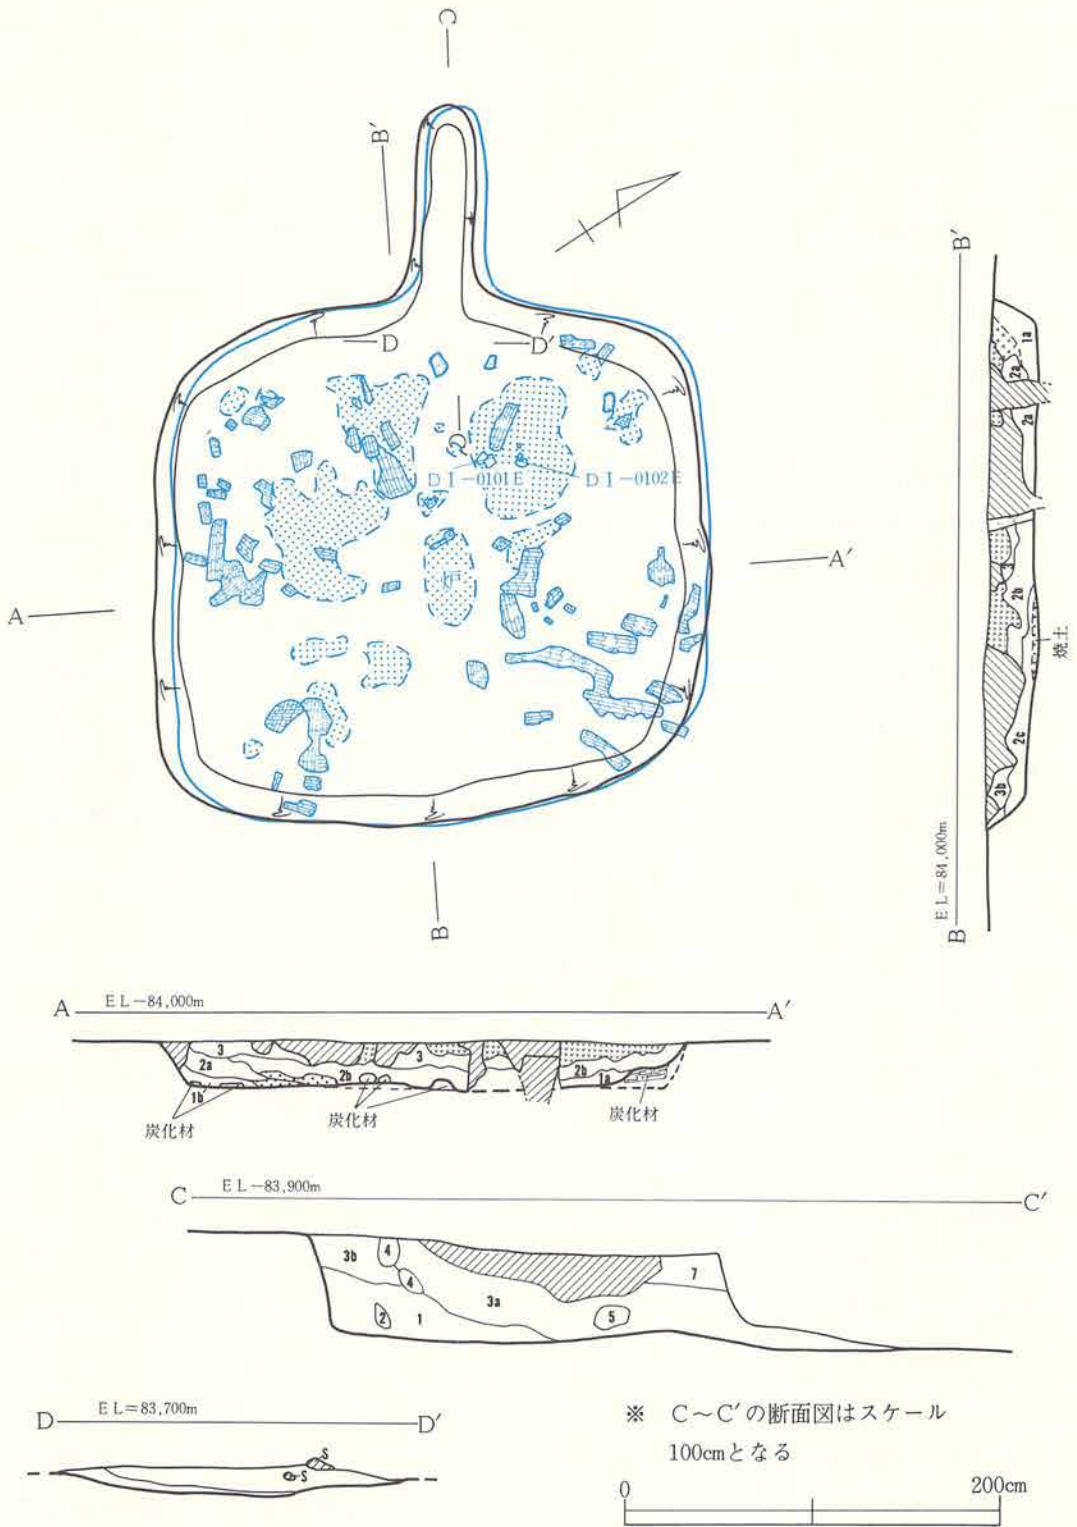 C
B′
D
D′
C′
DⅠ-0101E
DⅠ-0102E
炉
A
A′
B
B′
1a
2a
2a
3
2b
焼土
2c
3b
EL=84,000m
B
A
EL-84,000m
A′
3
3
2a
2b
2b
1a
1b′
炭化材
炭化材
炭化材
C
EL-83,900m
C′
3b
4
4
7
3a
2
1
5
D
EL=83,700m
D′
S
S
※ C～C′の断面図はスケール
100cmとなる
0
200cm